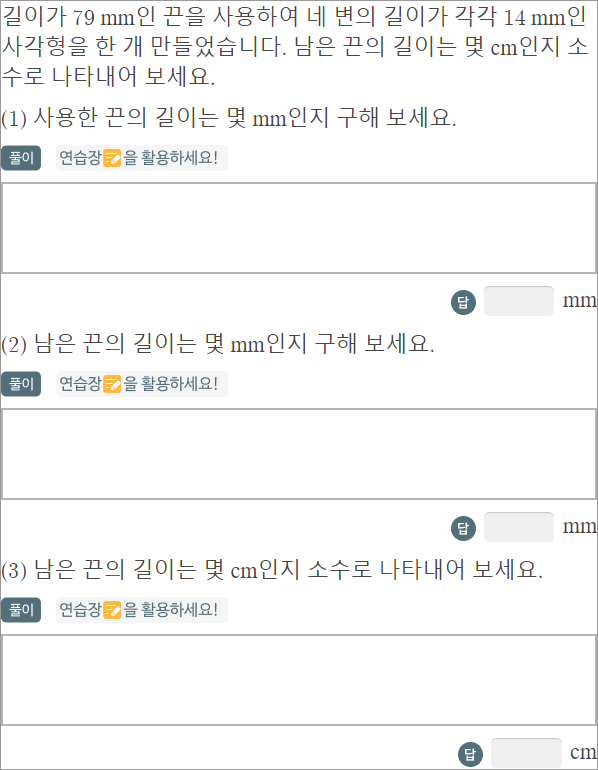 길이가 79 mm인 끈을 사용하여 네 변의 길이가 각각 14 mm인
사각형을 한 개 만들었습니다. 남은 끈의 길이는 몇 cm인지 소
수로 나타내어 보세요.
(1) 사용한 끈의 길이는 몇 mm인지 구해 보세요.
풀이 연습장을 활용하세요!
답 mm
(2) 남은 끈의 길이는 몇 mm인지 구해 보세요.
풀이 연습장을 활용하세요!
답 mm
(3) 남은 끈의 길이는 몇 cm인지 소수로 나타내어 보세요.
풀이 연습장을 활용하세요!
답 cm